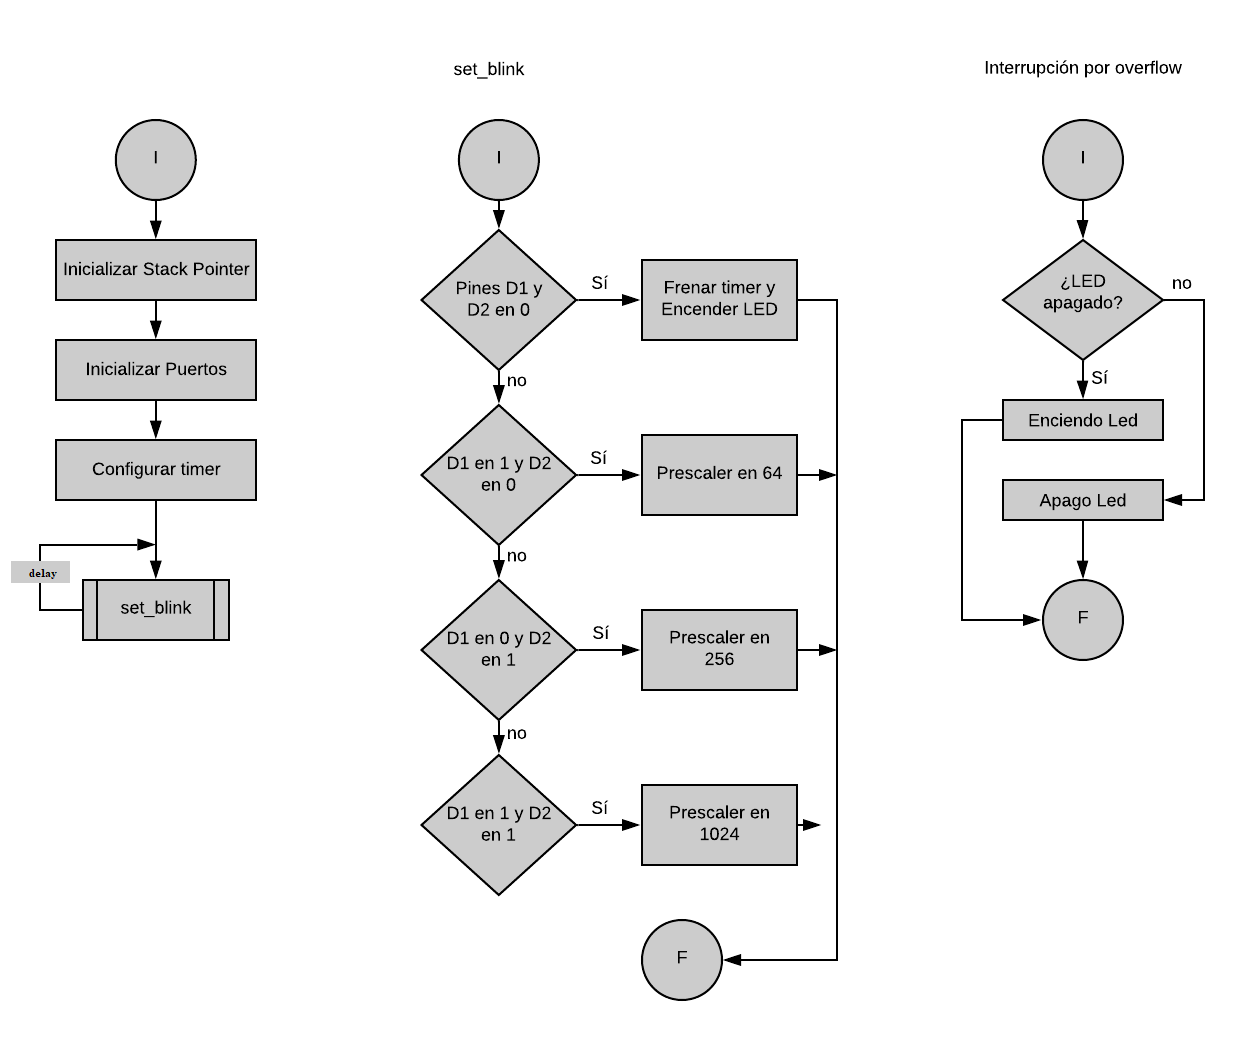 I
Inicializar Stack Pointer
Inicializar Puertos
Configurar timer
delay
set_blink
set_blink
I
Pines D1 y
D2 en 0
Sí
Frenar timer y
Encender LED
no
D1 en 1 y D2
en 0
Sí
Prescaler en 64
no
D1 en 0 y D2
en 1
Sí
Prescaler en
256
no
D1 en 1 y D2
en 1
Sí
Prescaler en
1024
F
Interrupción por overflow
I
¿LED
apagado?
no
Sí
Enciendo Led
Apago Led
F